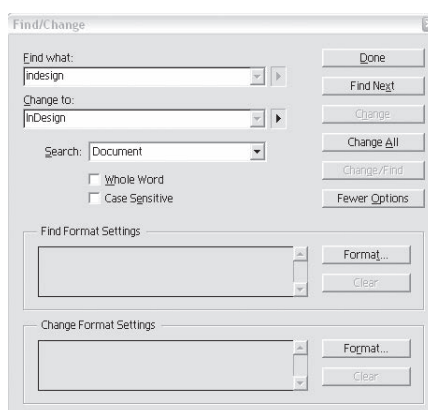 Find/Change
Find what:
indesign
Change to:
InDesign
Search: Document
Whole Word
Case Sensitive
Done
Find Next
Change
Change All
Change/Find
Fewer Options
Find Format Settings
Format...
Clear
Change Format Settings
Format...
Clear